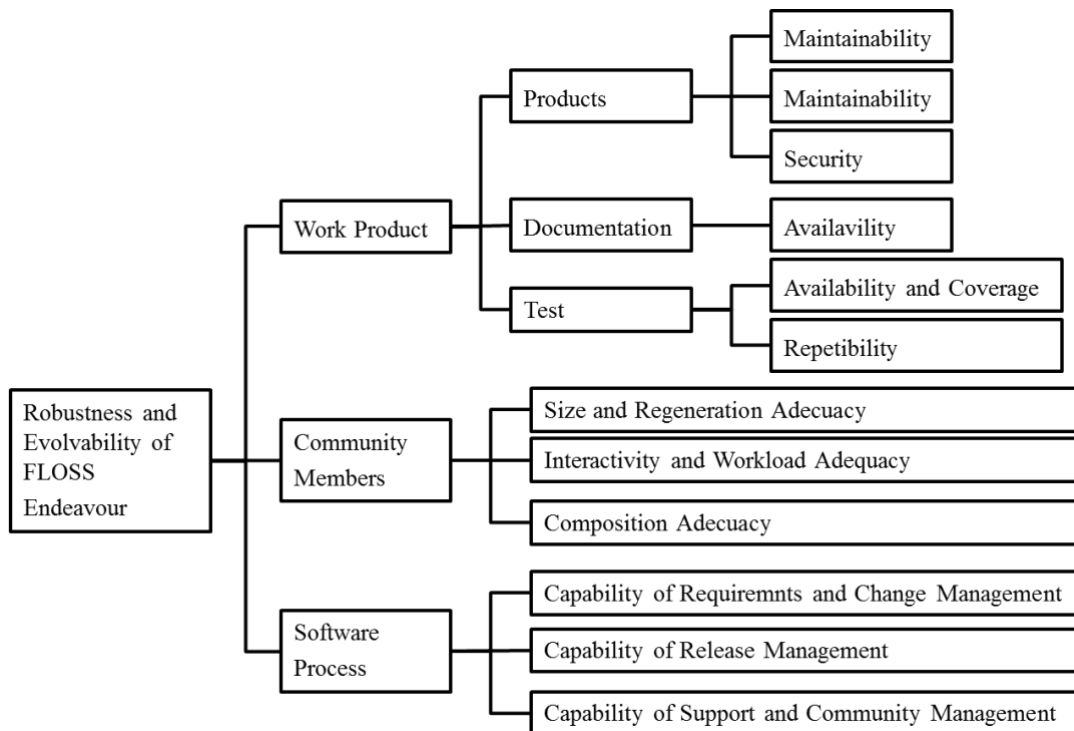 Maintainability
Products
Maintainability
Security
Work Product
Documentation
Availavility
Availability and Coverage
Test
Repetibility
Robustness and
Evolvability of
FLOSS
Endeavour
Community
Members
Size and Regeneration Adecuacy
Interactivity and Workload Adequacy
Composition Adecuacy
Software
Process
Capability of Requiremnts and Change Management
Capability of Release Management
Capability of Support and Community Management